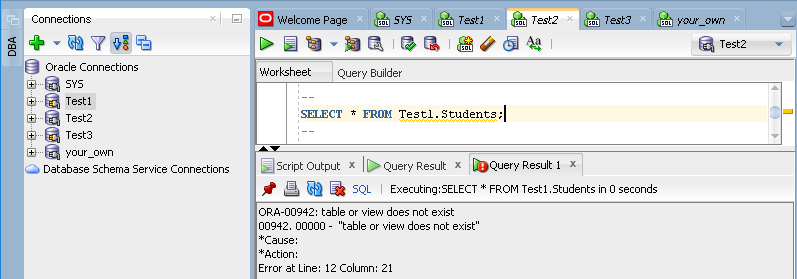 DBA
Connections
Oracle Connections
SYS
Test1
Test2
Test3
your_own
Database Schema Service Connections
Welcome Page
SYS
Test1
Test2
Test3
your_own
Test2
Worksheet
Query Builder
--
SELECT * FROM Test1.Students;
--
Script Output
Query Result
Query Result 1
SQL
Executing:SELECT * FROM Test1.Students in 0 seconds
ORA-00942: table or view does not exist
00942. 00000 -  "table or view does not exist"
*Cause:
*Action:
Error at Line: 12 Column: 21